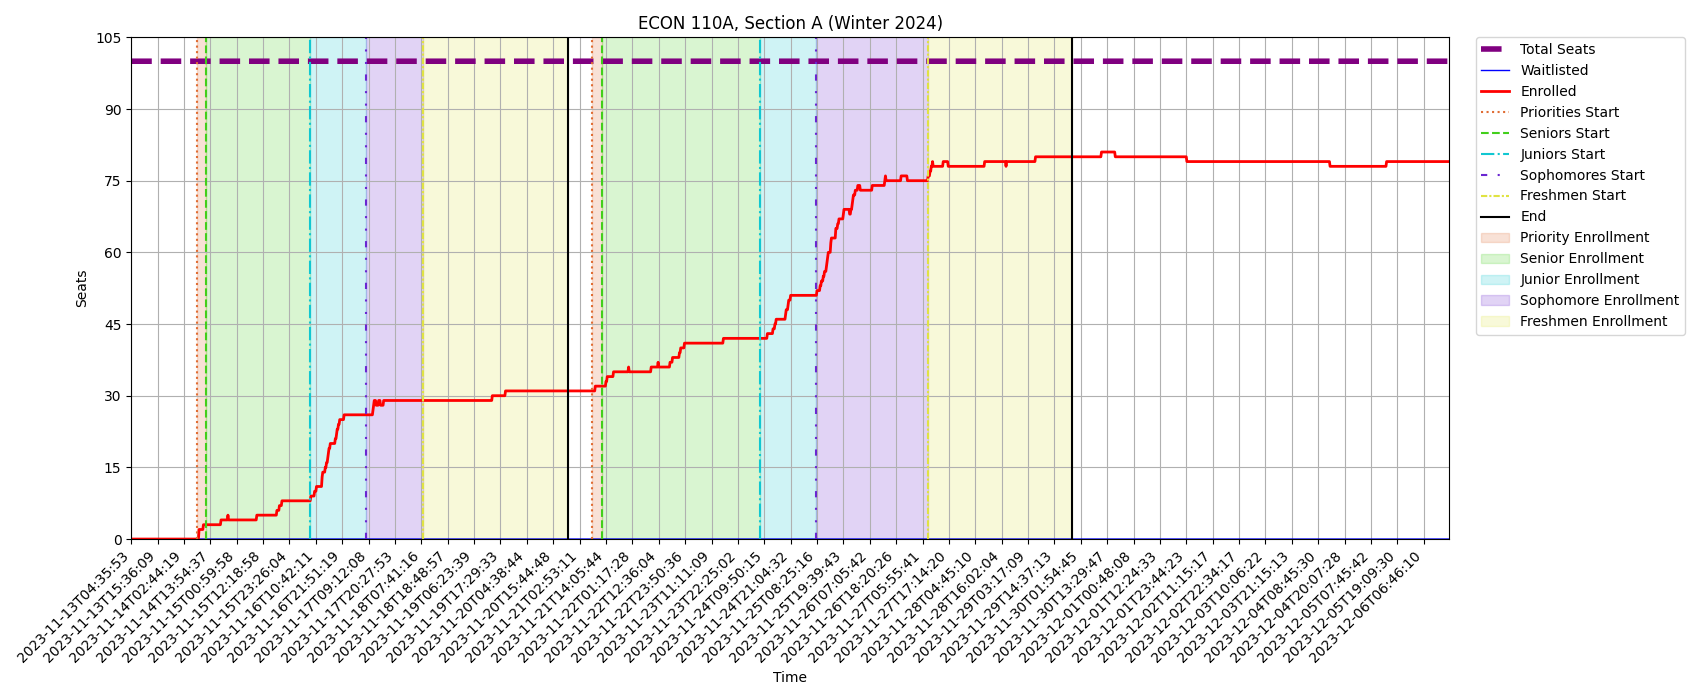 ECON 110A, Section A (Winter 2024)
105
90
75
60
45
30
15
0
Seats
2023-11-13T04:35:53
2023-11-13T15:36:09
2023-11-14T02:44:19
2023-11-14T13:54:37
2023-11-15T00:59:58
2023-11-15T12:18:58
2023-11-15T23:26:04
2023-11-16T10:42:11
2023-11-16T21:51:19
2023-11-17T09:12:08
2023-11-17T20:27:53
2023-11-18T07:41:16
2023-11-18T18:48:57
2023-11-19T06:23:39
2023-11-19T17:29:33
2023-11-20T04:38:44
2023-11-20T15:44:48
2023-11-21T02:53:11
2023-11-21T14:05:44
2023-11-22T01:17:28
2023-11-22T12:36:04
2023-11-22T23:50:36
2023-11-23T11:11:09
2023-11-23T22:25:02
2023-11-24T09:50:15
2023-11-24T21:04:32
2023-11-25T08:25:16
2023-11-25T19:39:43
2023-11-26T07:05:42
2023-11-26T18:20:26
2023-11-27T05:55:41
2023-11-27T17:14:20
2023-11-28T04:45:10
2023-11-28T16:02:04
2023-11-29T03:17:09
2023-11-29T14:37:13
2023-11-30T01:54:45
2023-11-30T13:29:47
2023-12-01T00:48:08
2023-12-01T12:24:33
2023-12-01T23:44:23
2023-12-02T11:15:17
2023-12-02T22:34:17
2023-12-03T10:06:22
2023-12-03T21:15:13
2023-12-04T08:45:30
2023-12-04T20:07:28
2023-12-05T07:45:42
2023-12-05T19:09:30
2023-12-06T06:46:10
Time
Total Seats
Waitlisted
Enrolled
Priorities Start
Seniors Start
Juniors Start
Sophomores Start
Freshmen Start
End
Priority Enrollment
Senior Enrollment
Junior Enrollment
Sophomore Enrollment
Freshmen Enrollment